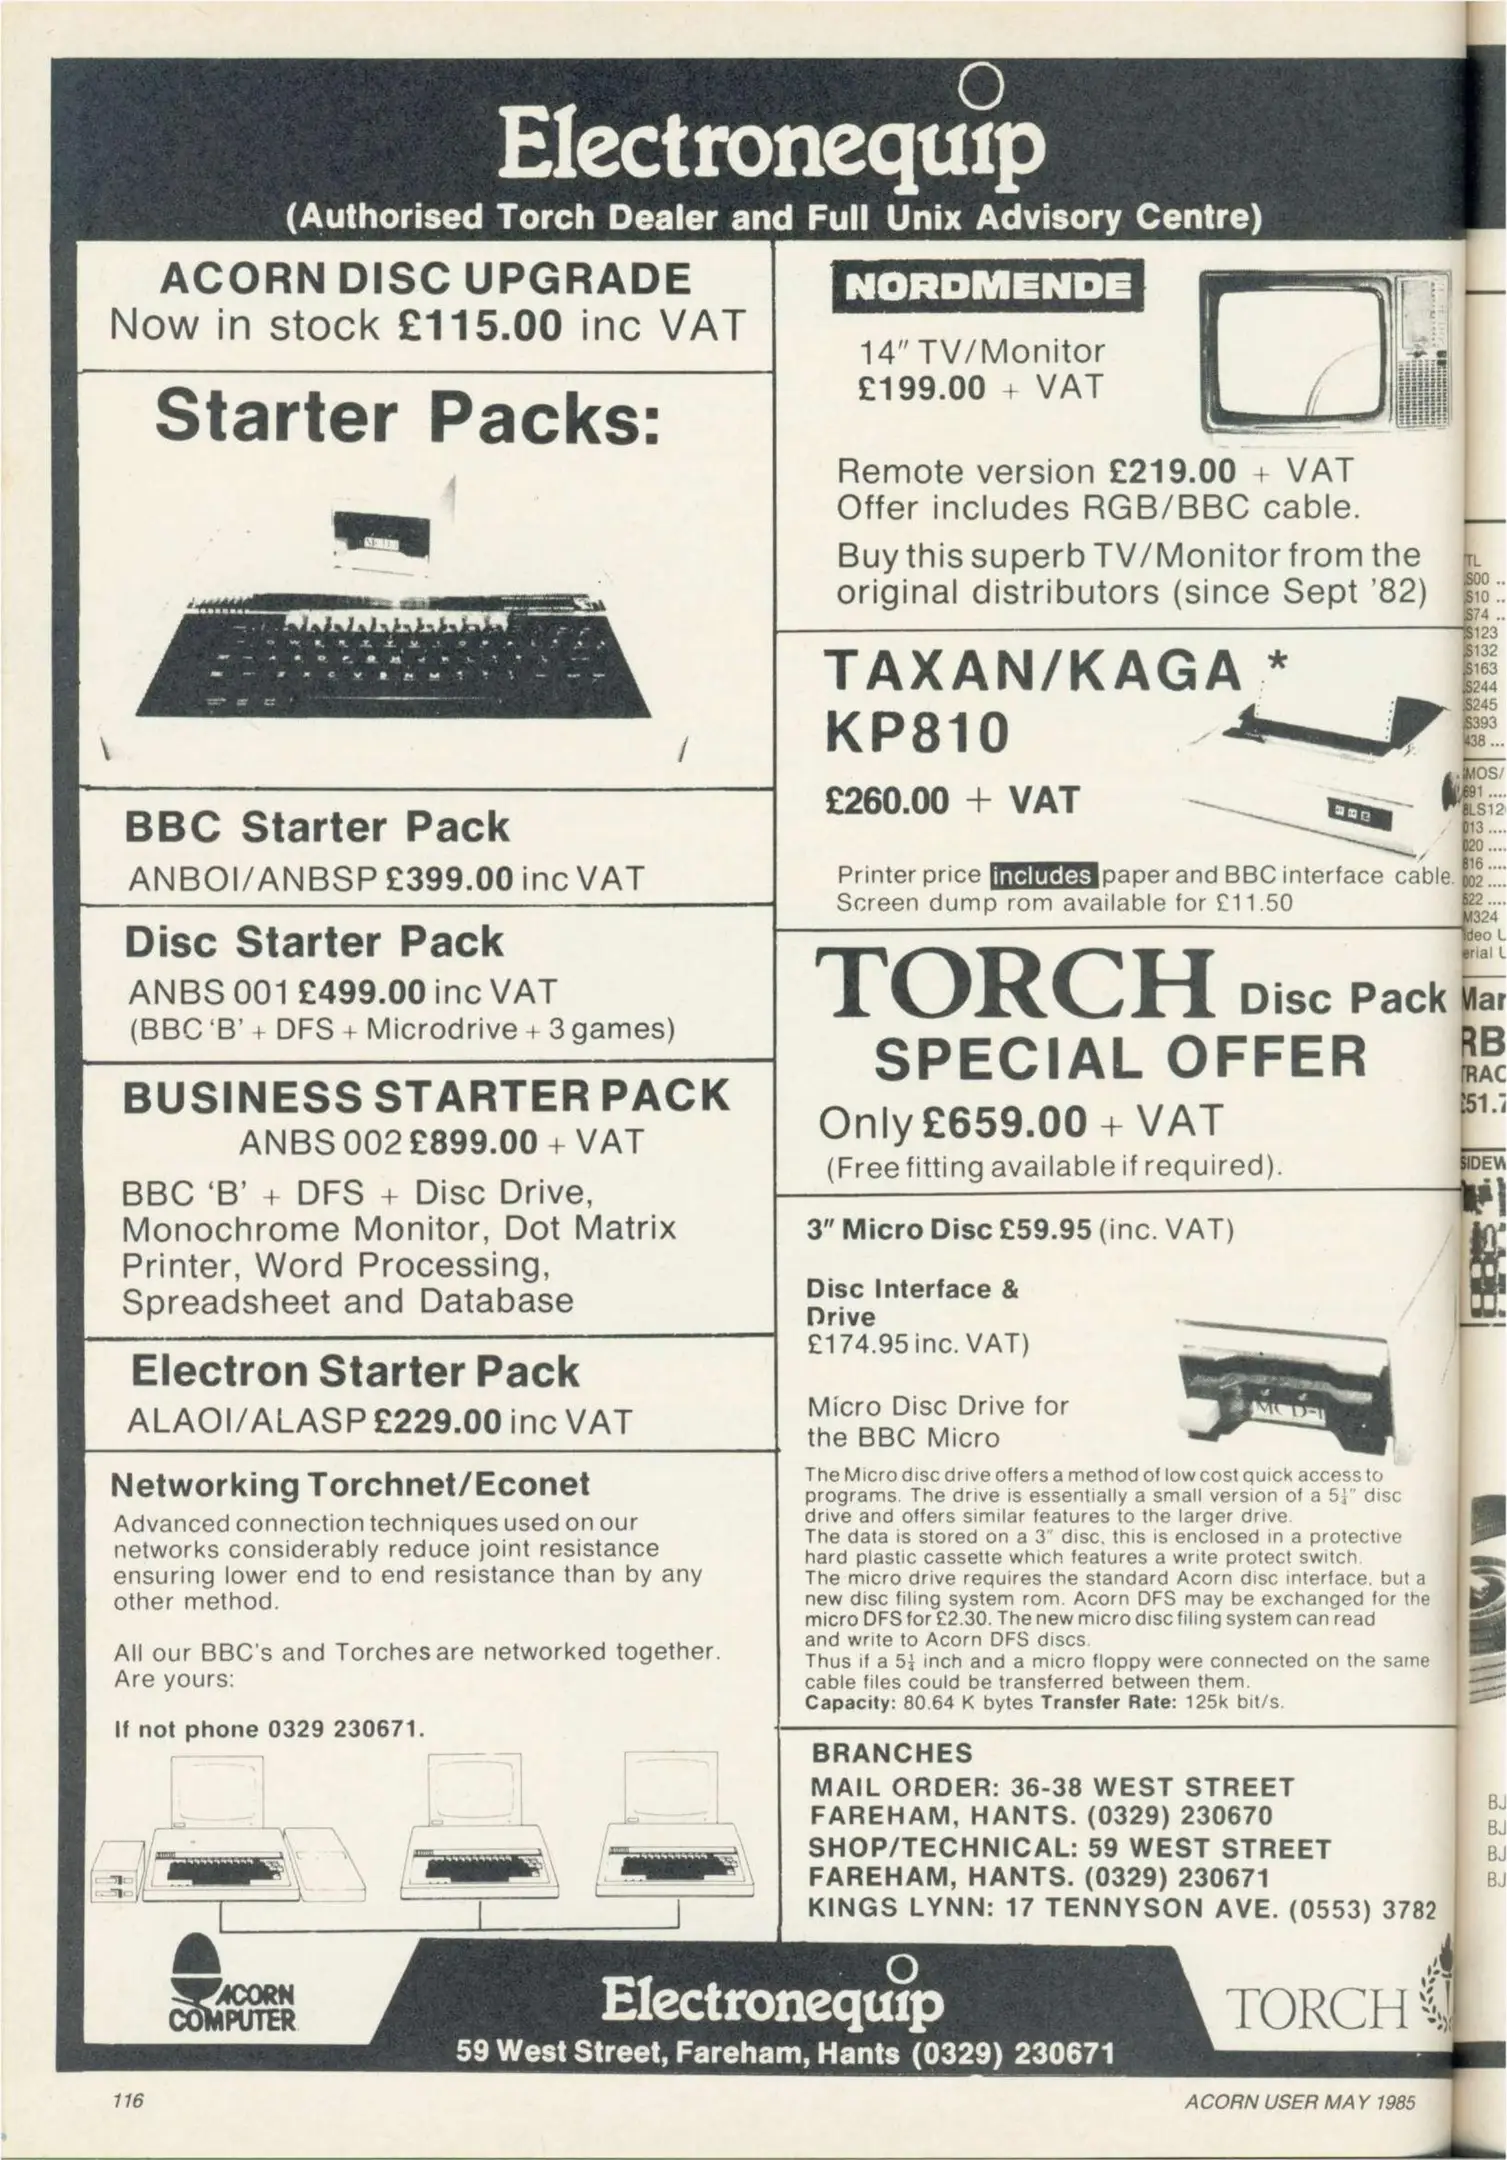 Electronequip
(Authorised Torch Dealer and Full Unix Advisory Centre)
ACORN DISC UPGRADE
Now in stock £115.00 inc VAT
Starter Packs:
BBC Starter Pack
ANBOI/ANBSP £399.00 inc VAT
Disc Starter Pack
ANBS 001 £499.00 inc VAT
(BBC 'B' + DFS + Microdrive + 3 games)
BUSINESS STARTER PACK
ANBS 002 £899.00 + VAT
BBC 'B' + DFS + Disc Drive,
Monochrome Monitor, Dot Matrix
Printer, Word Processing,
Spreadsheet and Database
Electron Starter Pack
ALAOI/ALASP £229.00 inc VAT
Networking Torchnet/Econet
Advanced connection techniques used on our
networks considerably reduce joint resistance
ensuring lower end to end resistance than by any
other method.
All our BBC's and Torches are networked together.
Are yours:
If not phone 0329 230671.
NORDMENDE
14" TV/Monitor
£199.00 + VAT
Remote version £219.00 + VAT
Offer includes RGB/BBC cable.
Buy this superb TV/Monitor from the
original distributors (since Sept '82)
TAXAN/KAGA *
KP810
£260.00 + VAT
Printer price includes paper and BBC interface cable.
Screen dump rom available for £11.50
TORCH Disc Pack
SPECIAL OFFER
Only £659.00 + VAT
(Free fitting available if required).
3" Micro Disc £59.95 (inc. VAT)
Disc Interface &
Drive
£174.95 inc. VAT)
Micro Disc Drive for
the BBC Micro
MCD-1
The Micro disc drive offers a method of low cost quick access to
programs. The drive is essentially a small version of a 5¼" disc
drive and offers similar features to the larger drive.
The data is stored on a 3" disc, this is enclosed in a protective
hard plastic cassette which features a write protect switch.
The micro drive requires the standard Acorn disc interface, but a
new disc filing system rom. Acorn DFS may be exchanged for the
micro DFS for £2.30. The new micro disc filing system can read
and write to Acorn DFS discs.
Thus if a 5¼ inch and a micro floppy were connected on the same
cable files could be transferred between them.
Capacity: 80.64 K bytes Transfer Rate: 125k bit/s.
BRANCHES
MAIL ORDER: 36-38 WEST STREET
FAREHAM, HANTS. (0329) 230670
SHOP/TECHNICAL: 59 WEST STREET
FAREHAM, HANTS. (0329) 230671
KINGS LYNN: 17 TENNYSON AVE. (0553) 3782
ACORN
COMPUTER
Electronequip
59 West Street, Fareham, Hants (0329) 230671
TORCH
116
ACORN USER MAY 1985